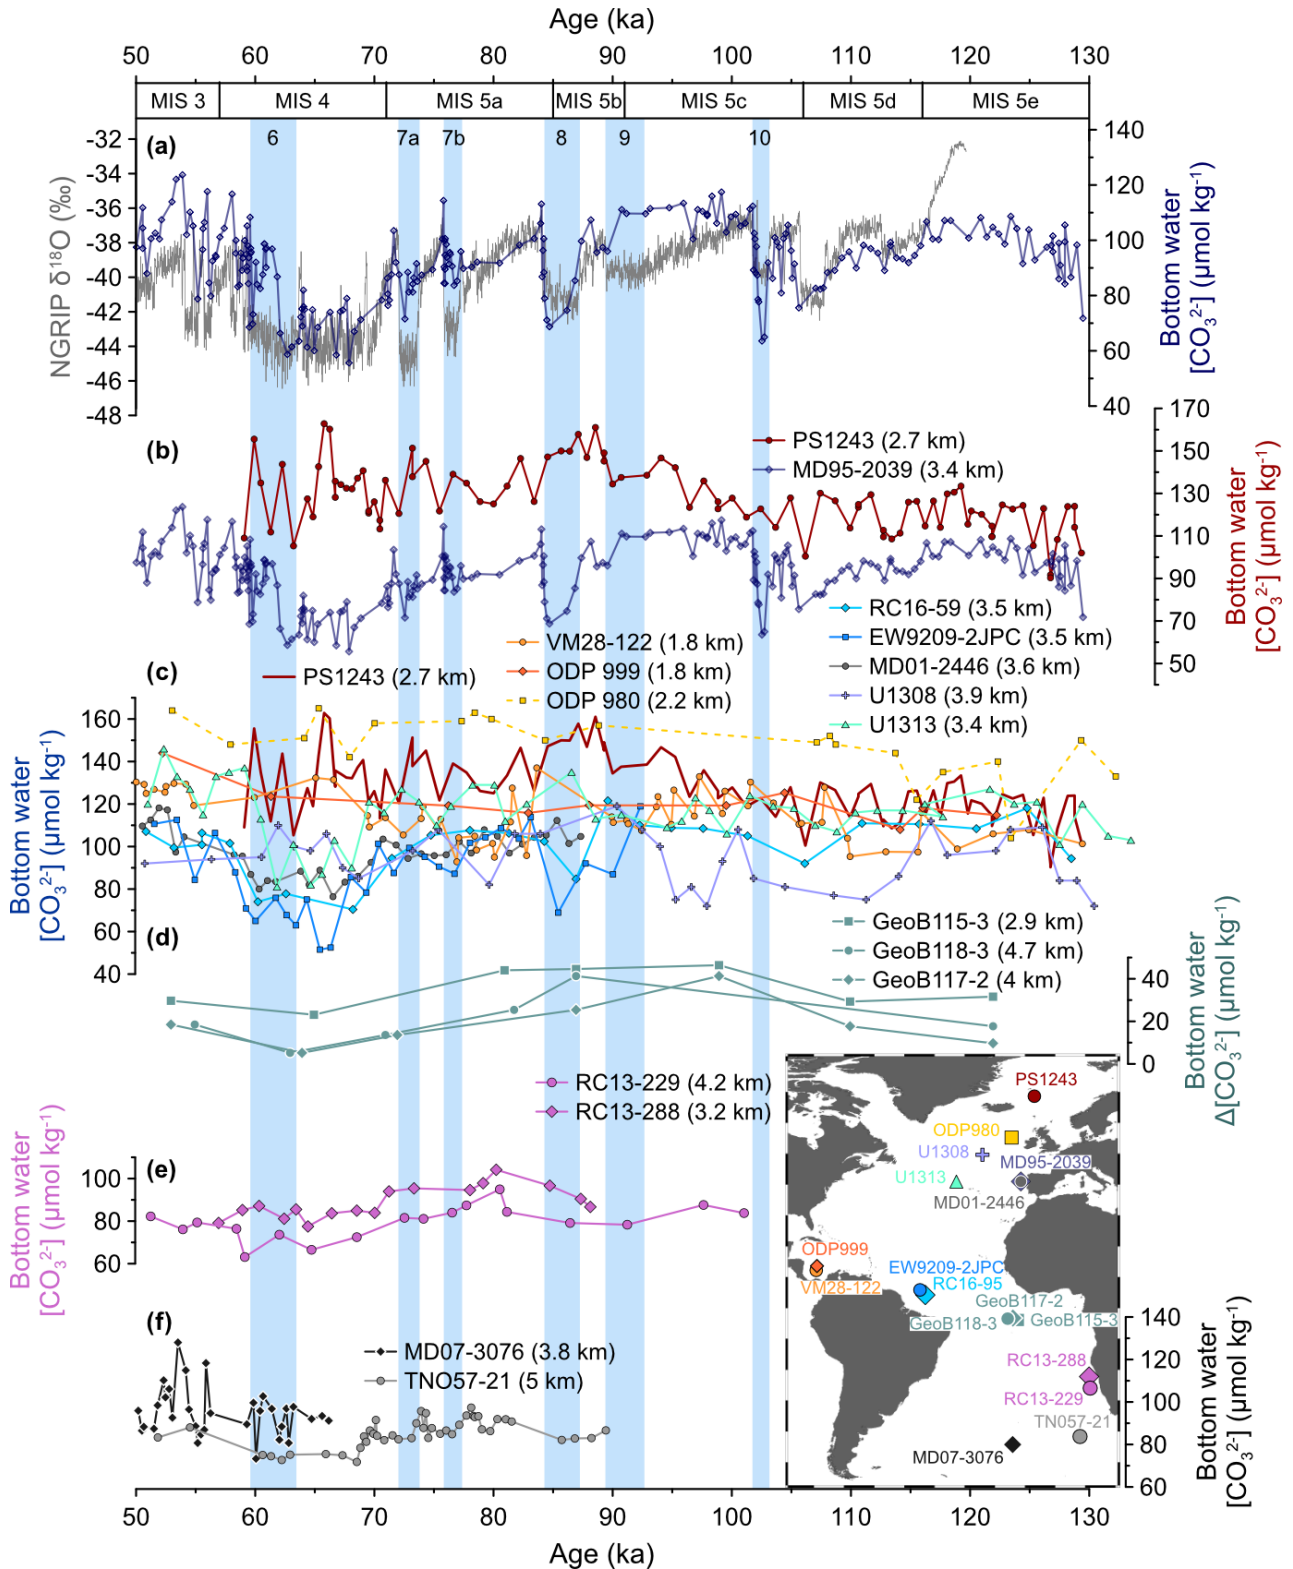 Age (ka)
50 60 70 80 90 100 110 120 130
MIS 3 MIS 4 MIS 5a MIS 5b MIS 5c MIS 5d MIS 5e
6 7a 7b 8 9 10
(a)
NGRIP δ¹⁸O (‰)
-32
-34
-36
-38
-40
-42
-44
-46
-48
140
120
100
80
60
40
Bottom water
[CO₃²⁻] (µmol kg⁻¹)
(b)
PS1243 (2.7 km)
MD95-2039 (3.4 km)
170
150
130
110
90
70
50
Bottom water
[CO₃²⁻] (µmol kg⁻¹)
(c)
PS1243 (2.7 km)
VM28-122 (1.8 km)
ODP 999 (1.8 km)
ODP 980 (2.2 km)
RC16-59 (3.5 km)
EW9209-2JPC (3.5 km)
MD01-2446 (3.6 km)
U1308 (3.9 km)
U1313 (3.4 km)
160
140
120
100
80
60
40
Bottom water
[CO₃²⁻] (µmol kg⁻¹)
(d)
GeoB115-3 (2.9 km)
GeoB118-3 (4.7 km)
GeoB117-2 (4 km)
40
20
0
Bottom water
Δ[CO₃²⁻] (µmol kg⁻¹)
RC13-229 (4.2 km)
RC13-288 (3.2 km)
(e)
100
80
60
Bottom water
[CO₃²⁻] (µmol kg⁻¹)
(f)
MD07-3076 (3.8 km)
TNO57-21 (5 km)
140
120
100
80
60
Bottom water
[CO₃²⁻] (µmol kg⁻¹)
PS1243
ODP980
U1308
MD95-2039
U1313
MD01-2446
ODP999
EW9209-2JPC
VM28-122
RC16-95
GeoB117-2
GeoB118-3
GeoB115-3
RC13-288
RC13-229
TN057-21
MD07-3076
50 60 70 80 90 100 110 120 130
Age (ka)